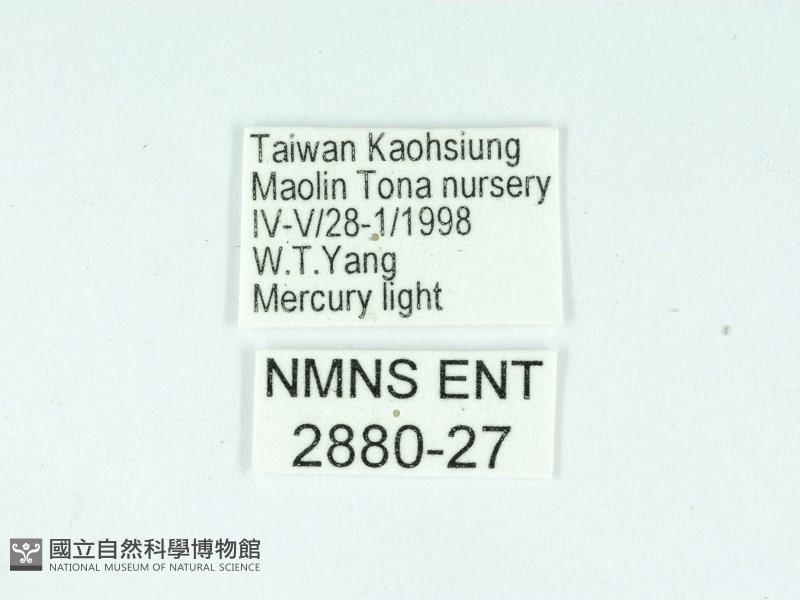 Taiwan Kaohsiung
Maolin Tona nursery
IV-V/28-1/1998
W.T.Yang
Mercury light
NMNS ENT
2880-27
國立自然科學博物館
NATIONAL MUSEUM OF NATURAL SCIENCE